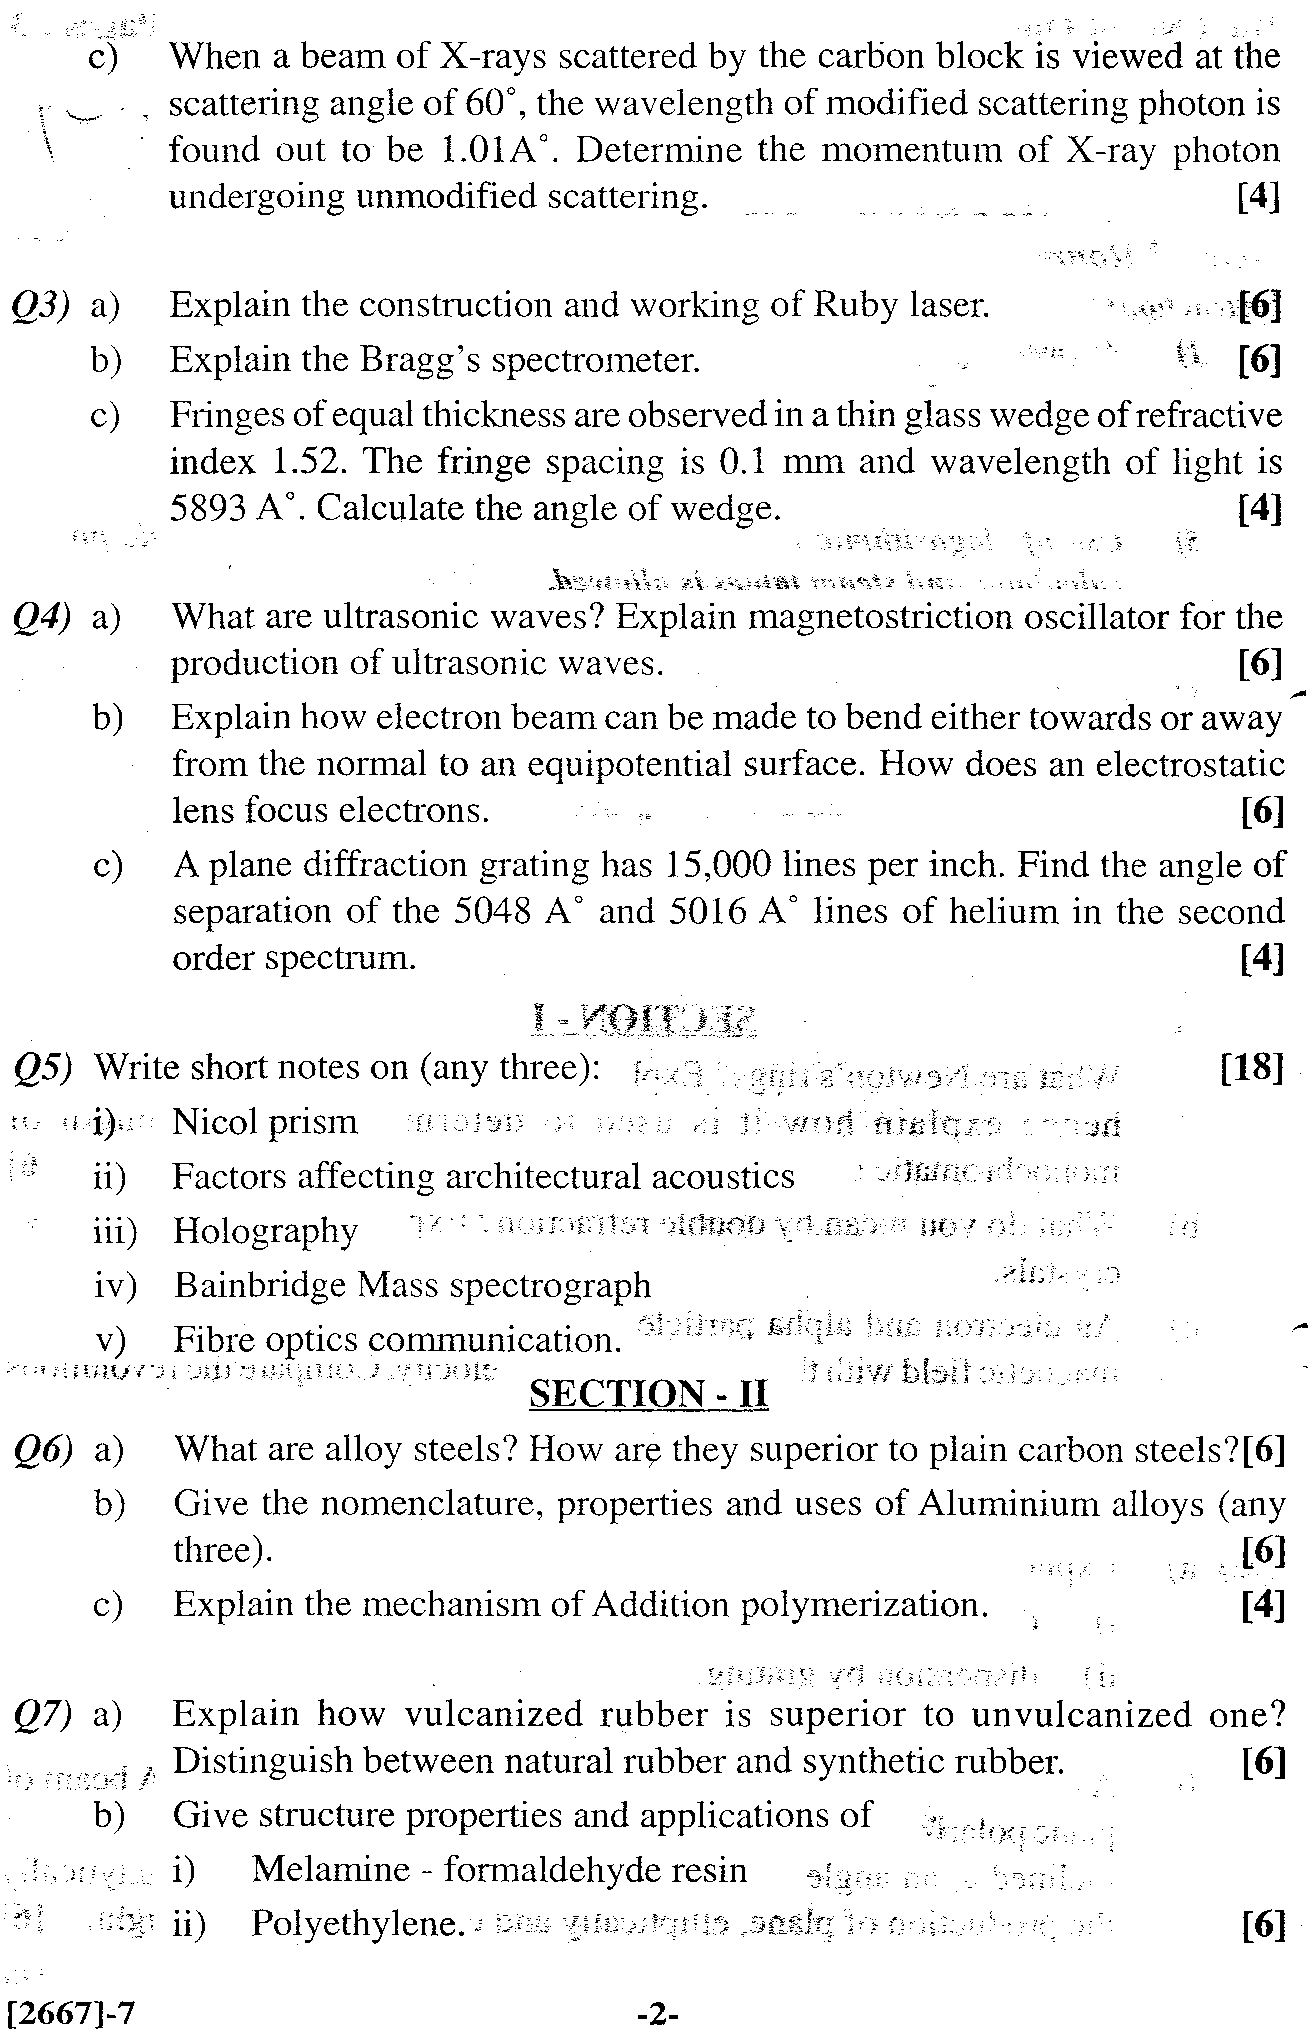 c) When a beam of X-rays scattered by the carbon block is viewed at the
scattering angle of 60°, the wavelength of modified scattering photon is
found out to be 1.01A°. Determine the momentum of X-ray photon
undergoing unmodified scattering. [4]
Q3) a) Explain the construction and working of Ruby laser. [6]
b) Explain the Bragg's spectrometer. [6]
c) Fringes of equal thickness are observed in a thin glass wedge of refractive
index 1.52. The fringe spacing is 0.1 mm and wavelength of light is
5893 A°. Calculate the angle of wedge. [4]
Q4) a) What are ultrasonic waves? Explain magnetostriction oscillator for the
production of ultrasonic waves. [6]
b) Explain how electron beam can be made to bend either towards or away
from the normal to an equipotential surface. How does an electrostatic
lens focus electrons. [6]
c) A plane diffraction grating has 15,000 lines per inch. Find the angle of
separation of the 5048 A° and 5016 A° lines of helium in the second
order spectrum. [4]
Q5) Write short notes on (any three): [18]
i) Nicol prism
ii) Factors affecting architectural acoustics
iii) Holography
iv) Bainbridge Mass spectrograph
v) Fibre optics communication.
SECTION - II
Q6) a) What are alloy steels? How are they superior to plain carbon steels?[6]
b) Give the nomenclature, properties and uses of Aluminium alloys (any
three). [6]
c) Explain the mechanism of Addition polymerization. [4]
Q7) a) Explain how vulcanized rubber is superior to unvulcanized one?
Distinguish between natural rubber and synthetic rubber. [6]
b) Give structure properties and applications of
i) Melamine - formaldehyde resin
ii) Polyethylene. [6]
[2667]-7 -2-